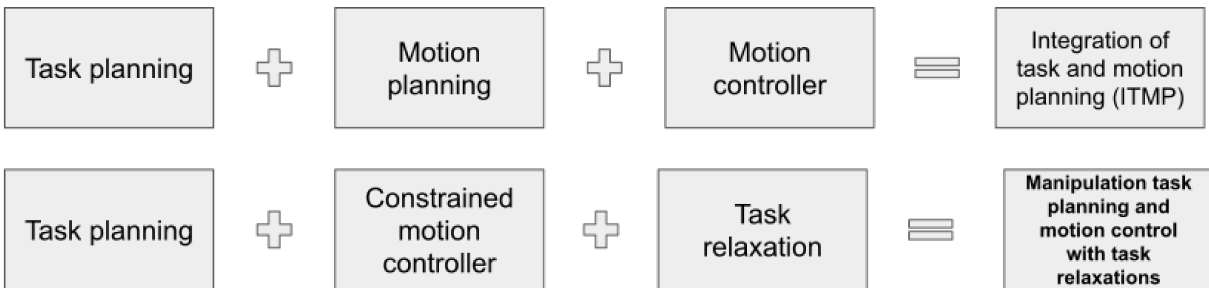 Task planning
Motion
planning
Motion
controller
Integration of
task and motion
planning (ITMP)
Task planning
Constrained
motion
controller
Task
relaxation
Manipulation task
planning and
motion control
with task
relaxations